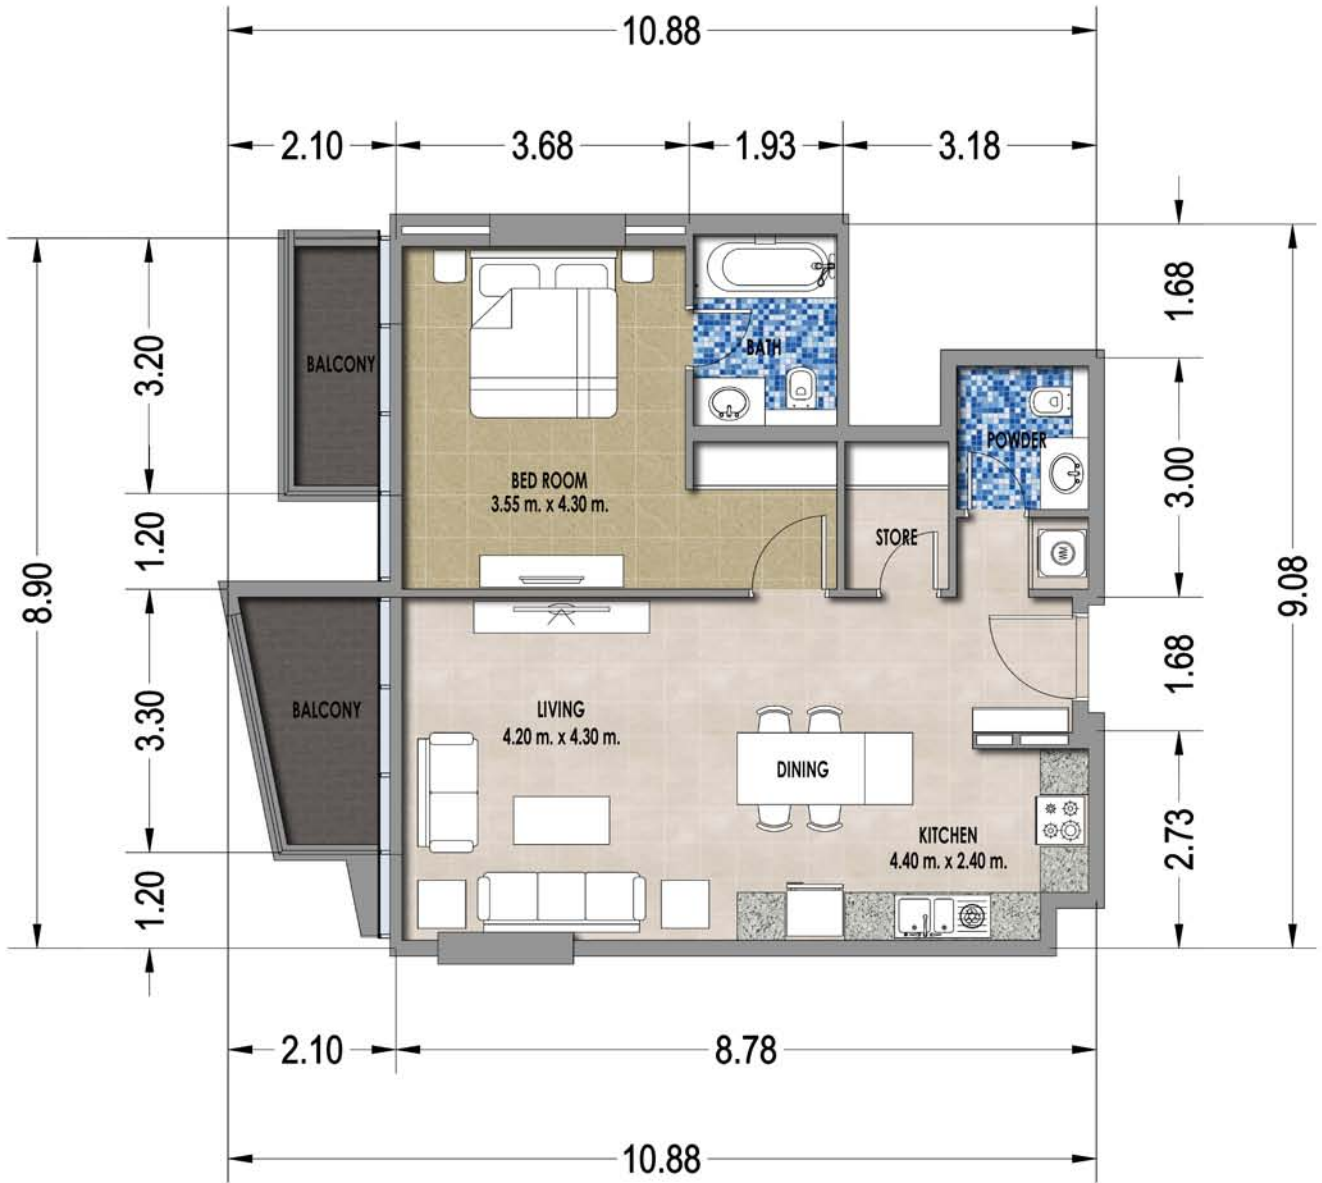 10.88
2.10
3.68
1.93
3.18
8.90
3.20
1.20
3.30
1.20
1.68
3.00
1.68
2.73
9.08
BALCONY
BATH
BED ROOM
3.55 m. x 4.30 m.
POWDER
STORE
WM
BALCONY
LIVING
4.20 m. x 4.30 m.
DINING
KITCHEN
4.40 m. x 2.40 m.
2.10
8.78
10.88